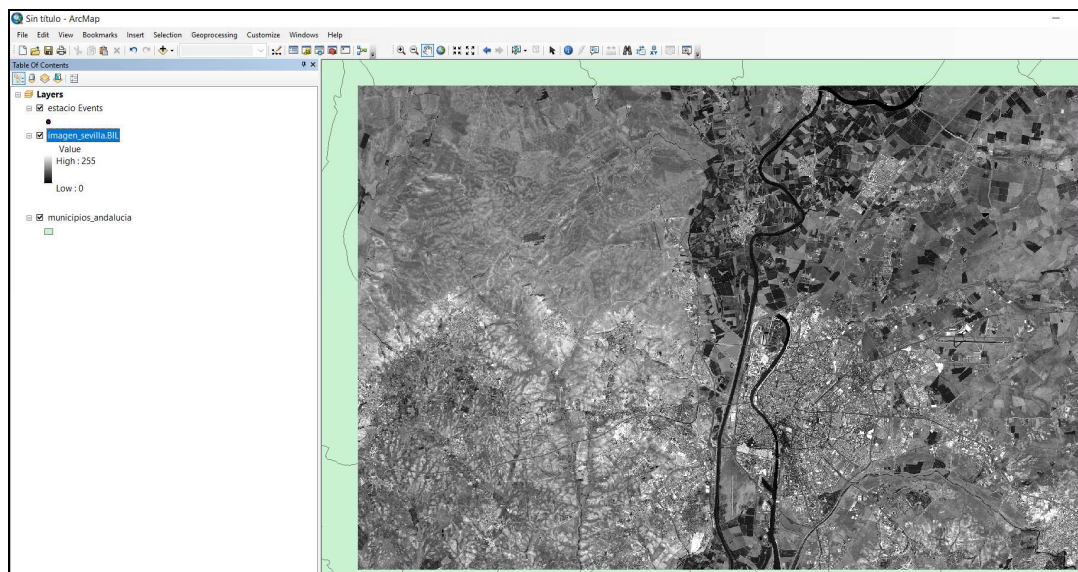 Sin título - ArcMap
File Edit View Bookmarks Insert Selection Geoprocessing Customize Windows Help
Table Of Contents
Layers
estacio Events
imagen_sevilla.BIL
Value
High : 255
Low : 0
municipios_andalucia